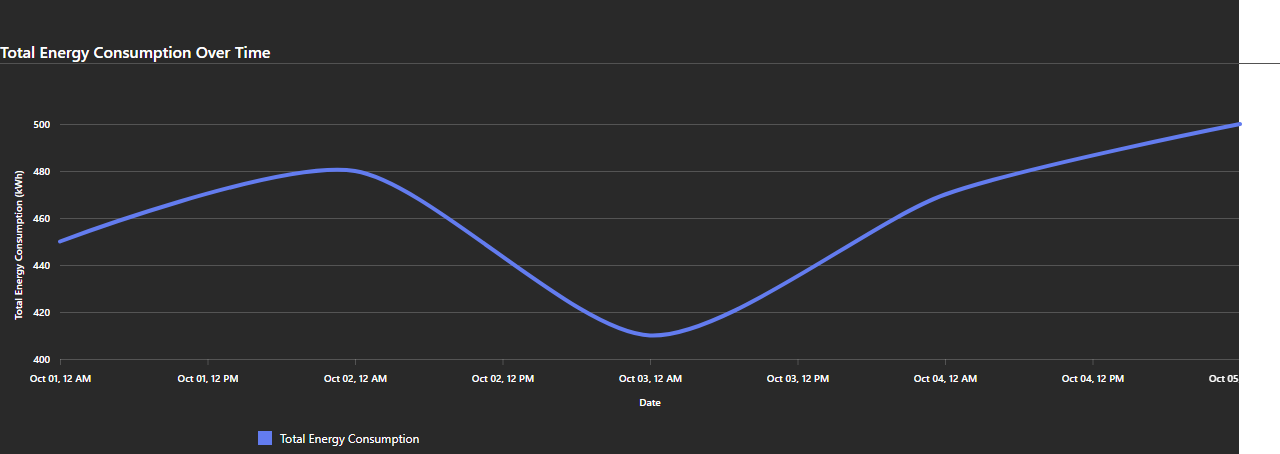 Total Energy Consumption Over Time
500
480
460
440
420
400
Total Energy Consumption (kWh)
Oct 01, 12 AM
Oct 01, 12 PM
Oct 02, 12 AM
Oct 02, 12 PM
Oct 03, 12 AM
Oct 03, 12 PM
Oct 04, 12 AM
Oct 04, 12 PM
Oct 05
Date
Total Energy Consumption